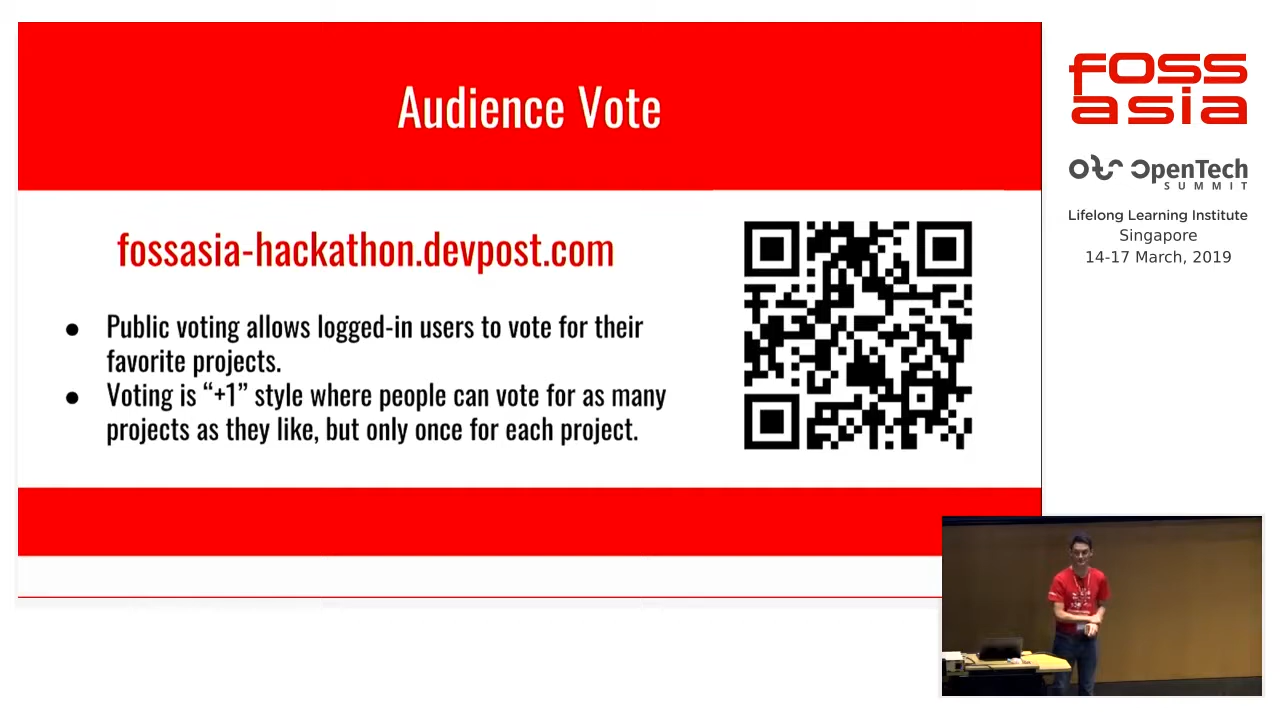 Audience Vote
fossasia-hackathon.devpost.com
● Public voting allows logged-in users to vote for their
favorite projects.
● Voting is “+1” style where people can vote for as many
projects as they like, but only once for each project.
fOSS
asia
OpenTech
SUMMIT
Lifelong Learning Institute
Singapore
14-17 March, 2019